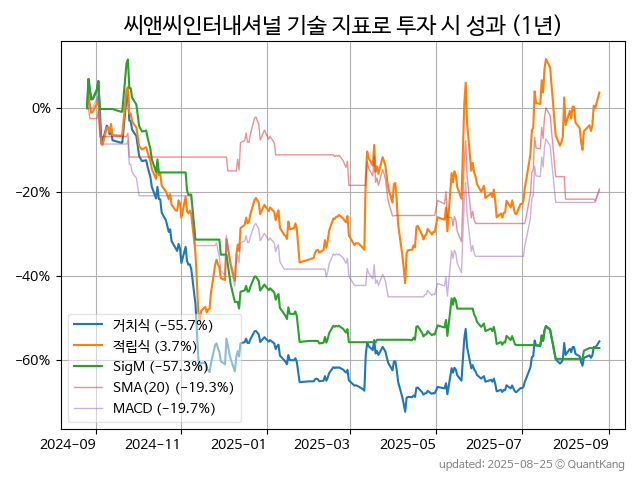 씨앤씨인터내셔널 기술 지표로 투자 시 성과 (1년)
0%
−20%
−40%
−60%
거치식 (−55.7%)
적립식 (3.7%)
SigM (−57.3%)
SMA(20) (−19.3%)
MACD (−19.7%)
2024−09 2024−11 2025−01 2025−03 2025−05 2025−07 2025−09
updated: 2025-08-25 © QuantKang